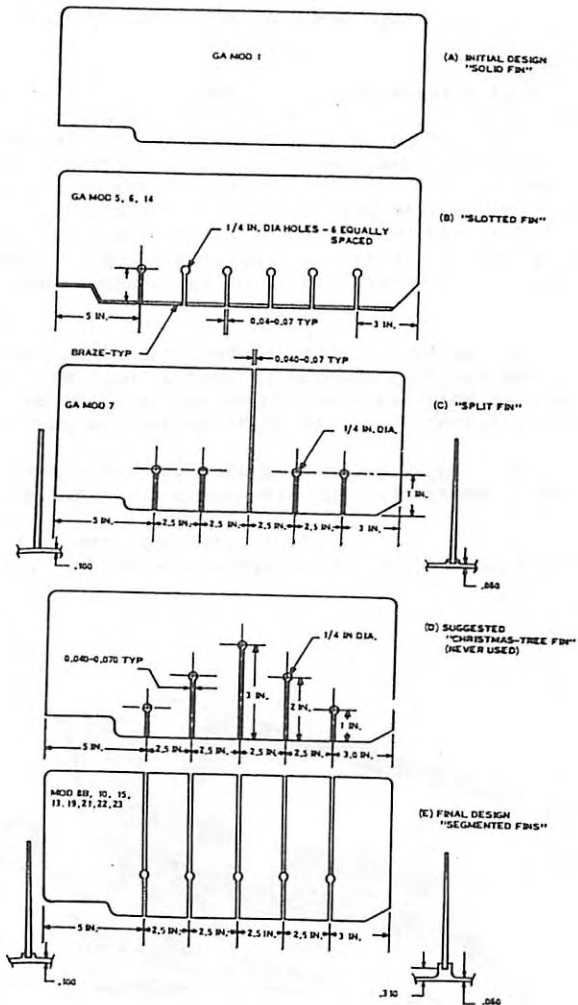 GA MOD 1
(A) INITIAL DESIGN
"SOLID FIN"
GA MOD 5, 6, 14
1/4 IN. DIA HOLES - 6 EQUALLY
SPACED
(B) "SLOTTED FIN"
5 IN.
0.04-0.07 TYP
3 IN.
BRAZE-TYP
0.040-0.07 TYP
GA MOD 7
(C) "SPLIT FIN"
1/4 IN. DIA.
1 IN.
5 IN.
2.5 IN.
2.5 IN.
2.5 IN.
2.5 IN.
3 IN.
.100
.060
(D) SUGGESTED
"CHRISTMAS-TREE FIN"
(NEVER USED)
1/4 IN DIA.
0.040-0.070 TYP
3 IN.
2 IN.
1 IN.
5 IN.
2.5 IN.
2.5 IN.
2.5 IN.
2.5 IN.
3.0 IN.
MOD 8B, 10, 15,
13, 19, 21, 22, 23
(E) FINAL DESIGN
"SEGMENTED FINS"
5 IN.
2.5 IN.
2.5 IN.
2.5 IN.
2.5 IN.
3 IN.
.100
.310
.060